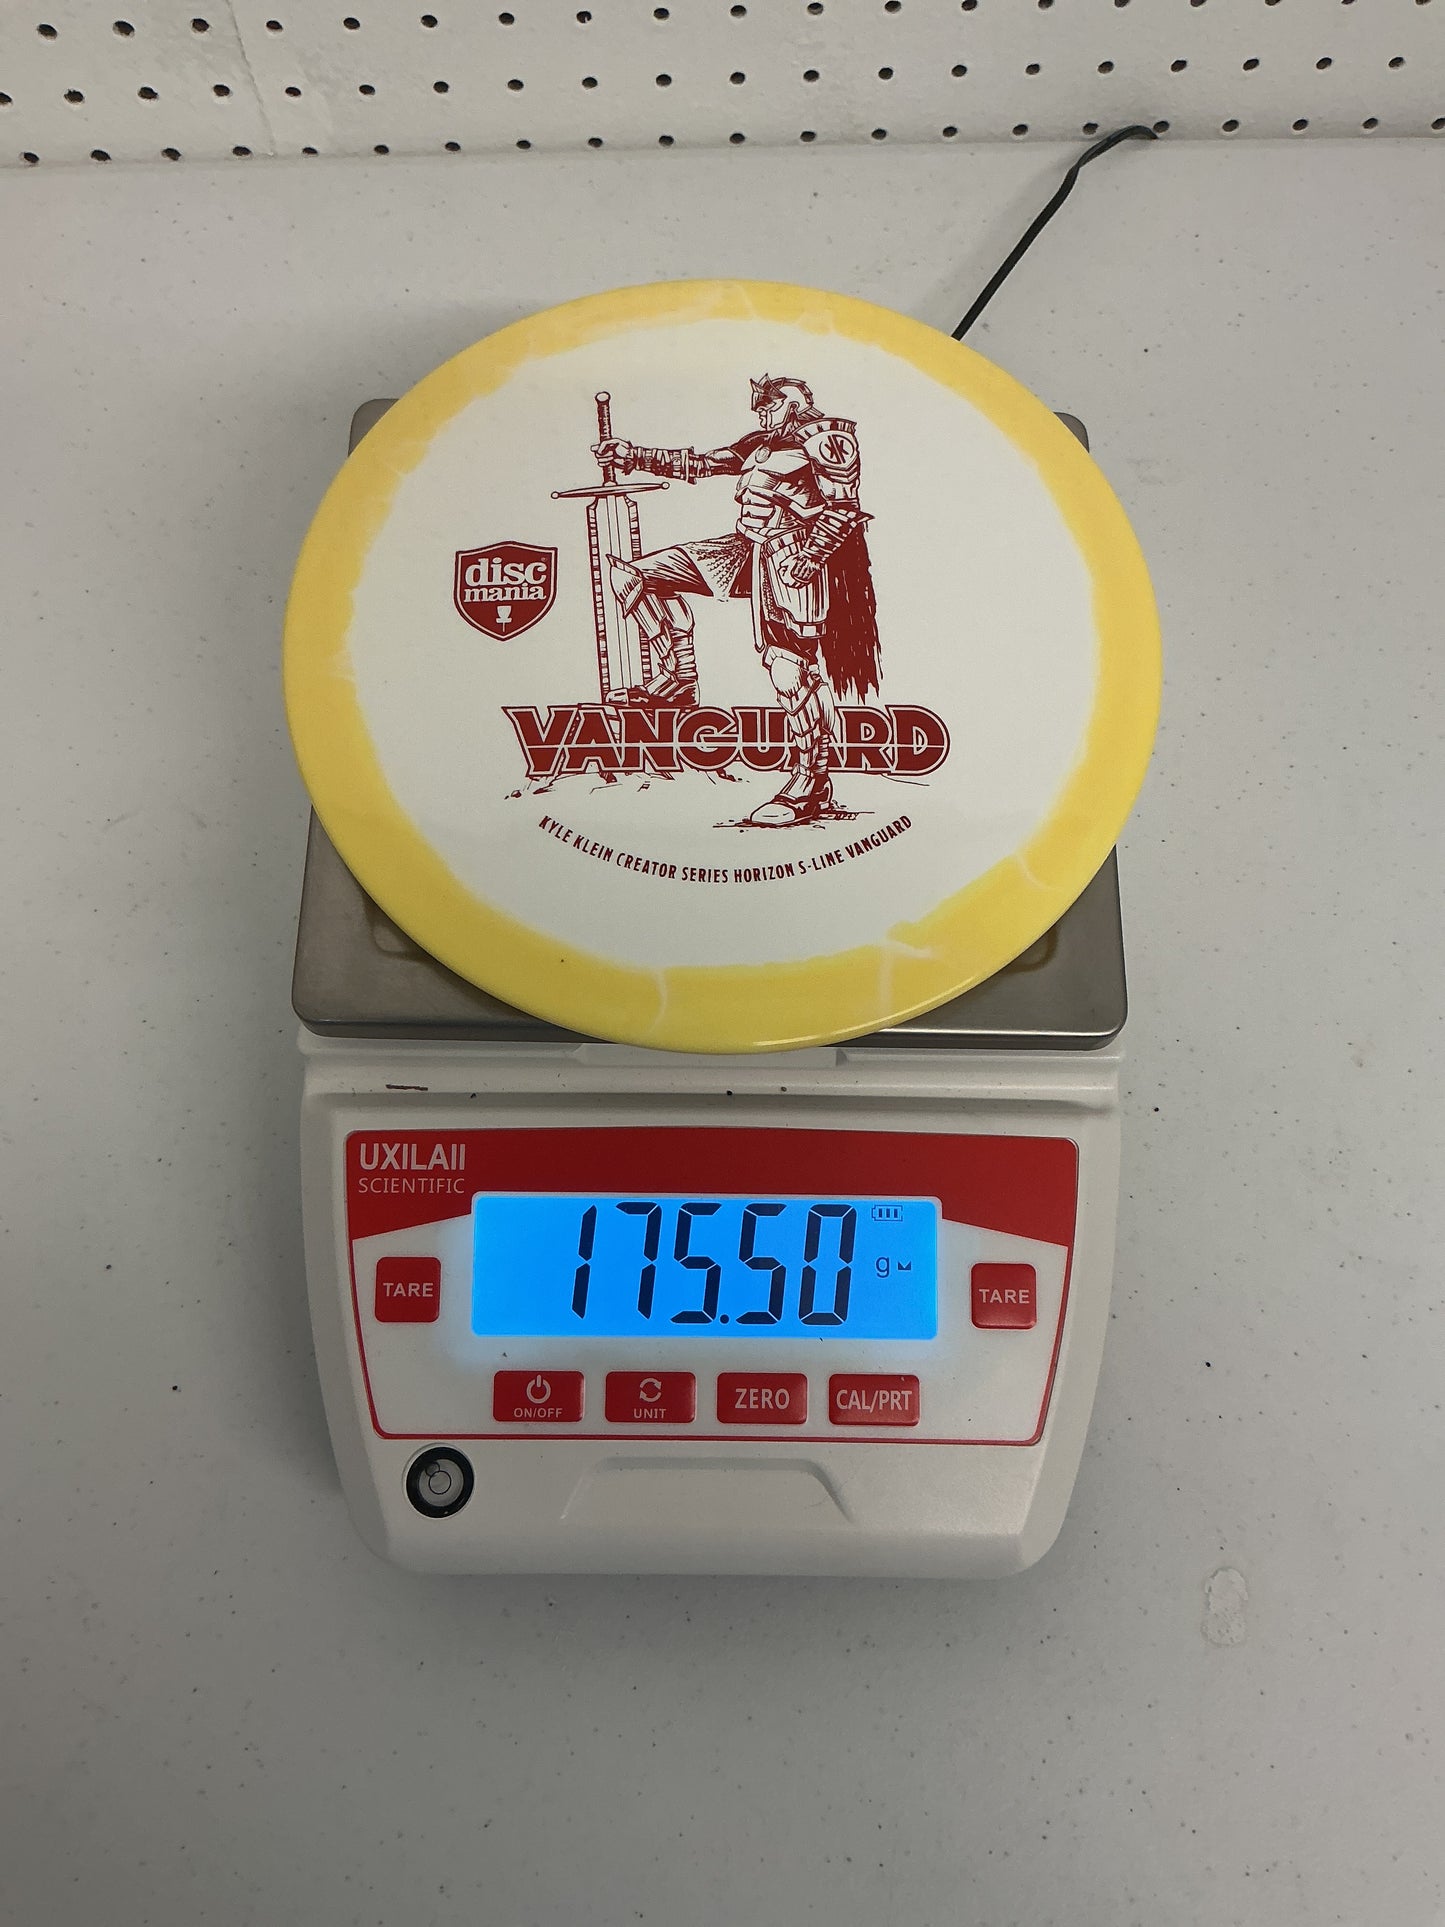 disc
mania
VANGUARD
KYLE KLEIN CREATOR SERIES HORIZON S-LINE VANGUARD
UXILAII
SCIENTIFIC
175.50
g
TARE
TARE
ON/OFF
UNIT
ZERO
CAL/PRT